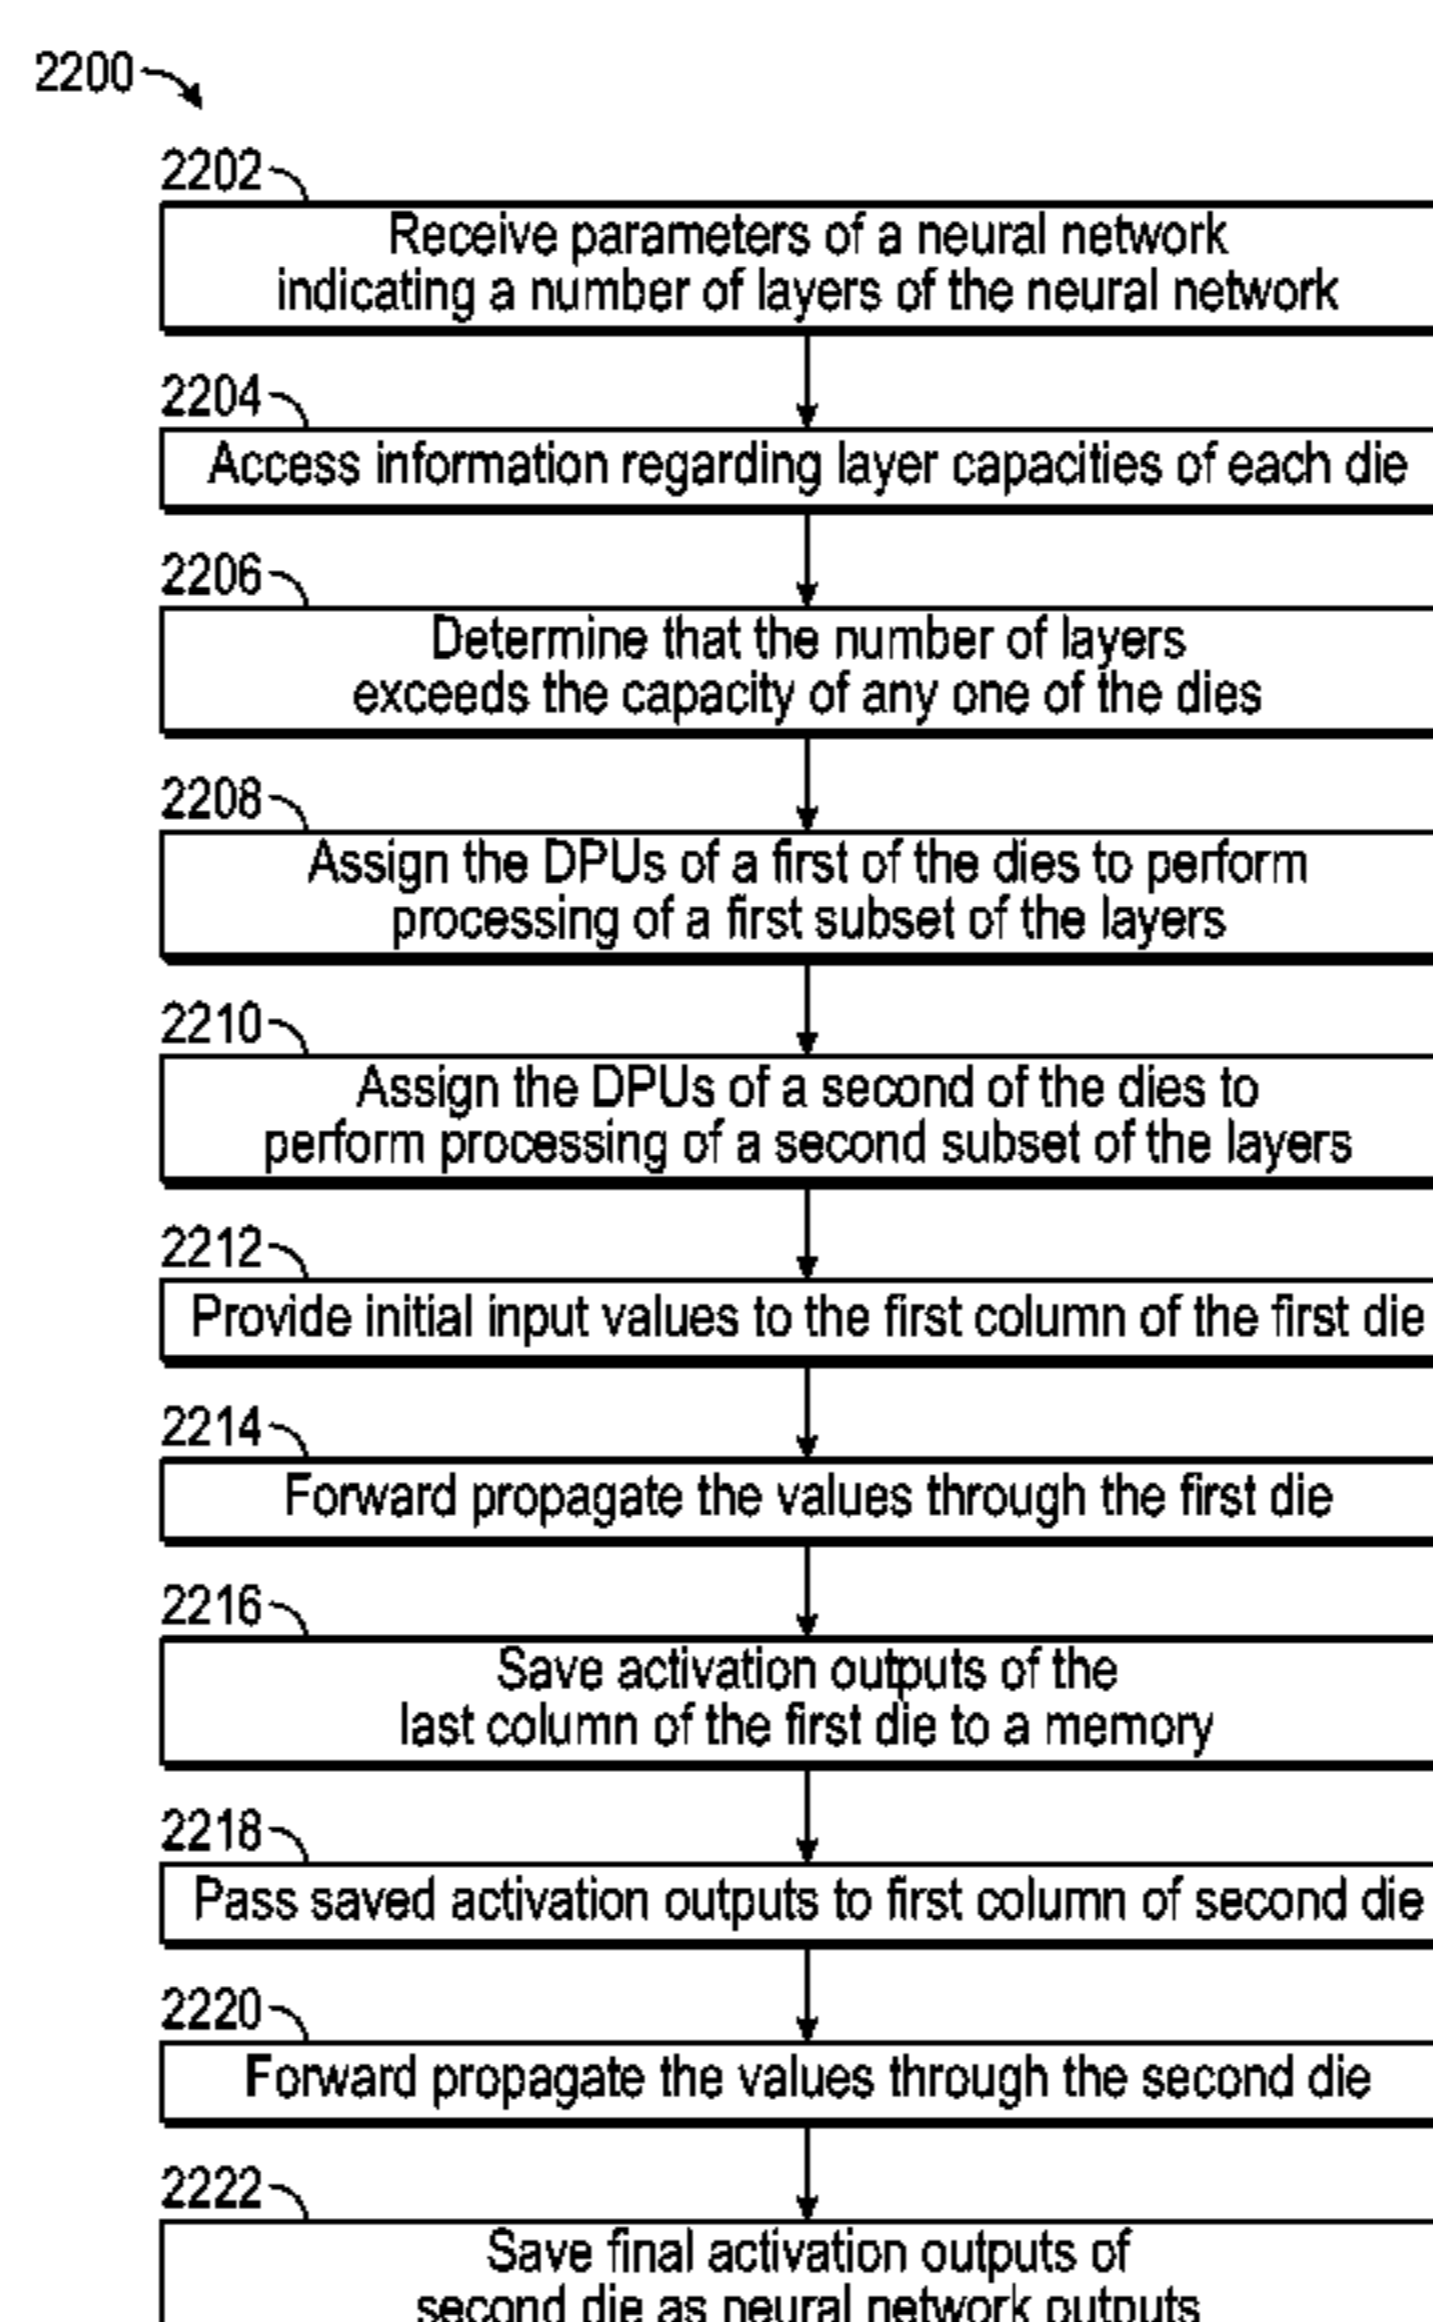 2200
2202
Receive parameters of a neural network
indicating a number of layers of the neural network
2204
Access information regarding layer capacities of each die
2206
Determine that the number of layers
exceeds the capacity of any one of the dies
2208
Assign the DPUs of a first of the dies to perform
processing of a first subset of the layers
2210
Assign the DPUs of a second of the dies to
perform processing of a second subset of the layers
2212
Provide initial input values to the first column of the first die
2214
Forward propagate the values through the first die
2216
Save activation outputs of the
last column of the first die to a memory
2218
Pass saved activation outputs to first column of second die
2220
Forward propagate the values through the second die
2222
Save final activation outputs of
second die as neural network outputs